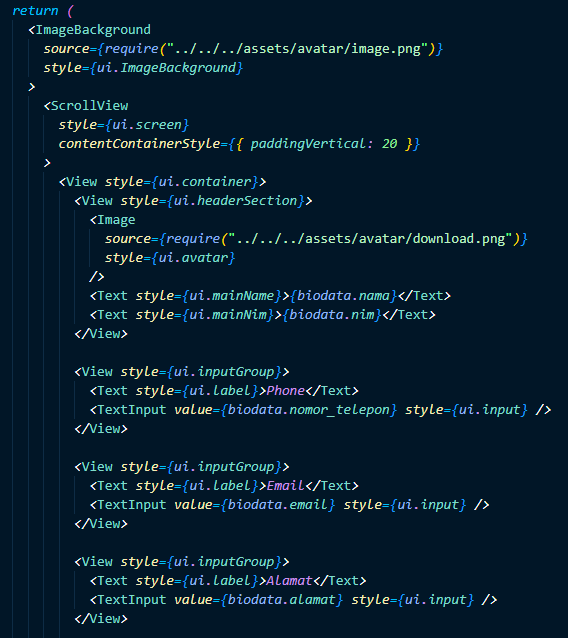 return (
<ImageBackground
source={require("../../../assets/avatar/image.png")}
style={ui.ImageBackground}
>
<ScrollView
style={ui.screen}
contentContainerStyle={{ paddingVertical: 20 }}
>
<View style={ui.container}>
<View style={ui.headerSection}>
<Image
source={require("../../../assets/avatar/download.png")}
style={ui.avatar}
/>
<Text style={ui.mainName}>{biodata.nama}</Text>
<Text style={ui.mainNim}>{biodata.nim}</Text>
</View>
<View style={ui.inputGroup}>
<Text style={ui.label}>Phone</Text>
<TextInput value={biodata.nomor_telepon} style={ui.input} />
</View>
<View style={ui.inputGroup}>
<Text style={ui.label}>Email</Text>
<TextInput value={biodata.email} style={ui.input} />
</View>
<View style={ui.inputGroup}>
<Text style={ui.label}>Alamat</Text>
<TextInput value={biodata.alamat} style={ui.input} />
</View>